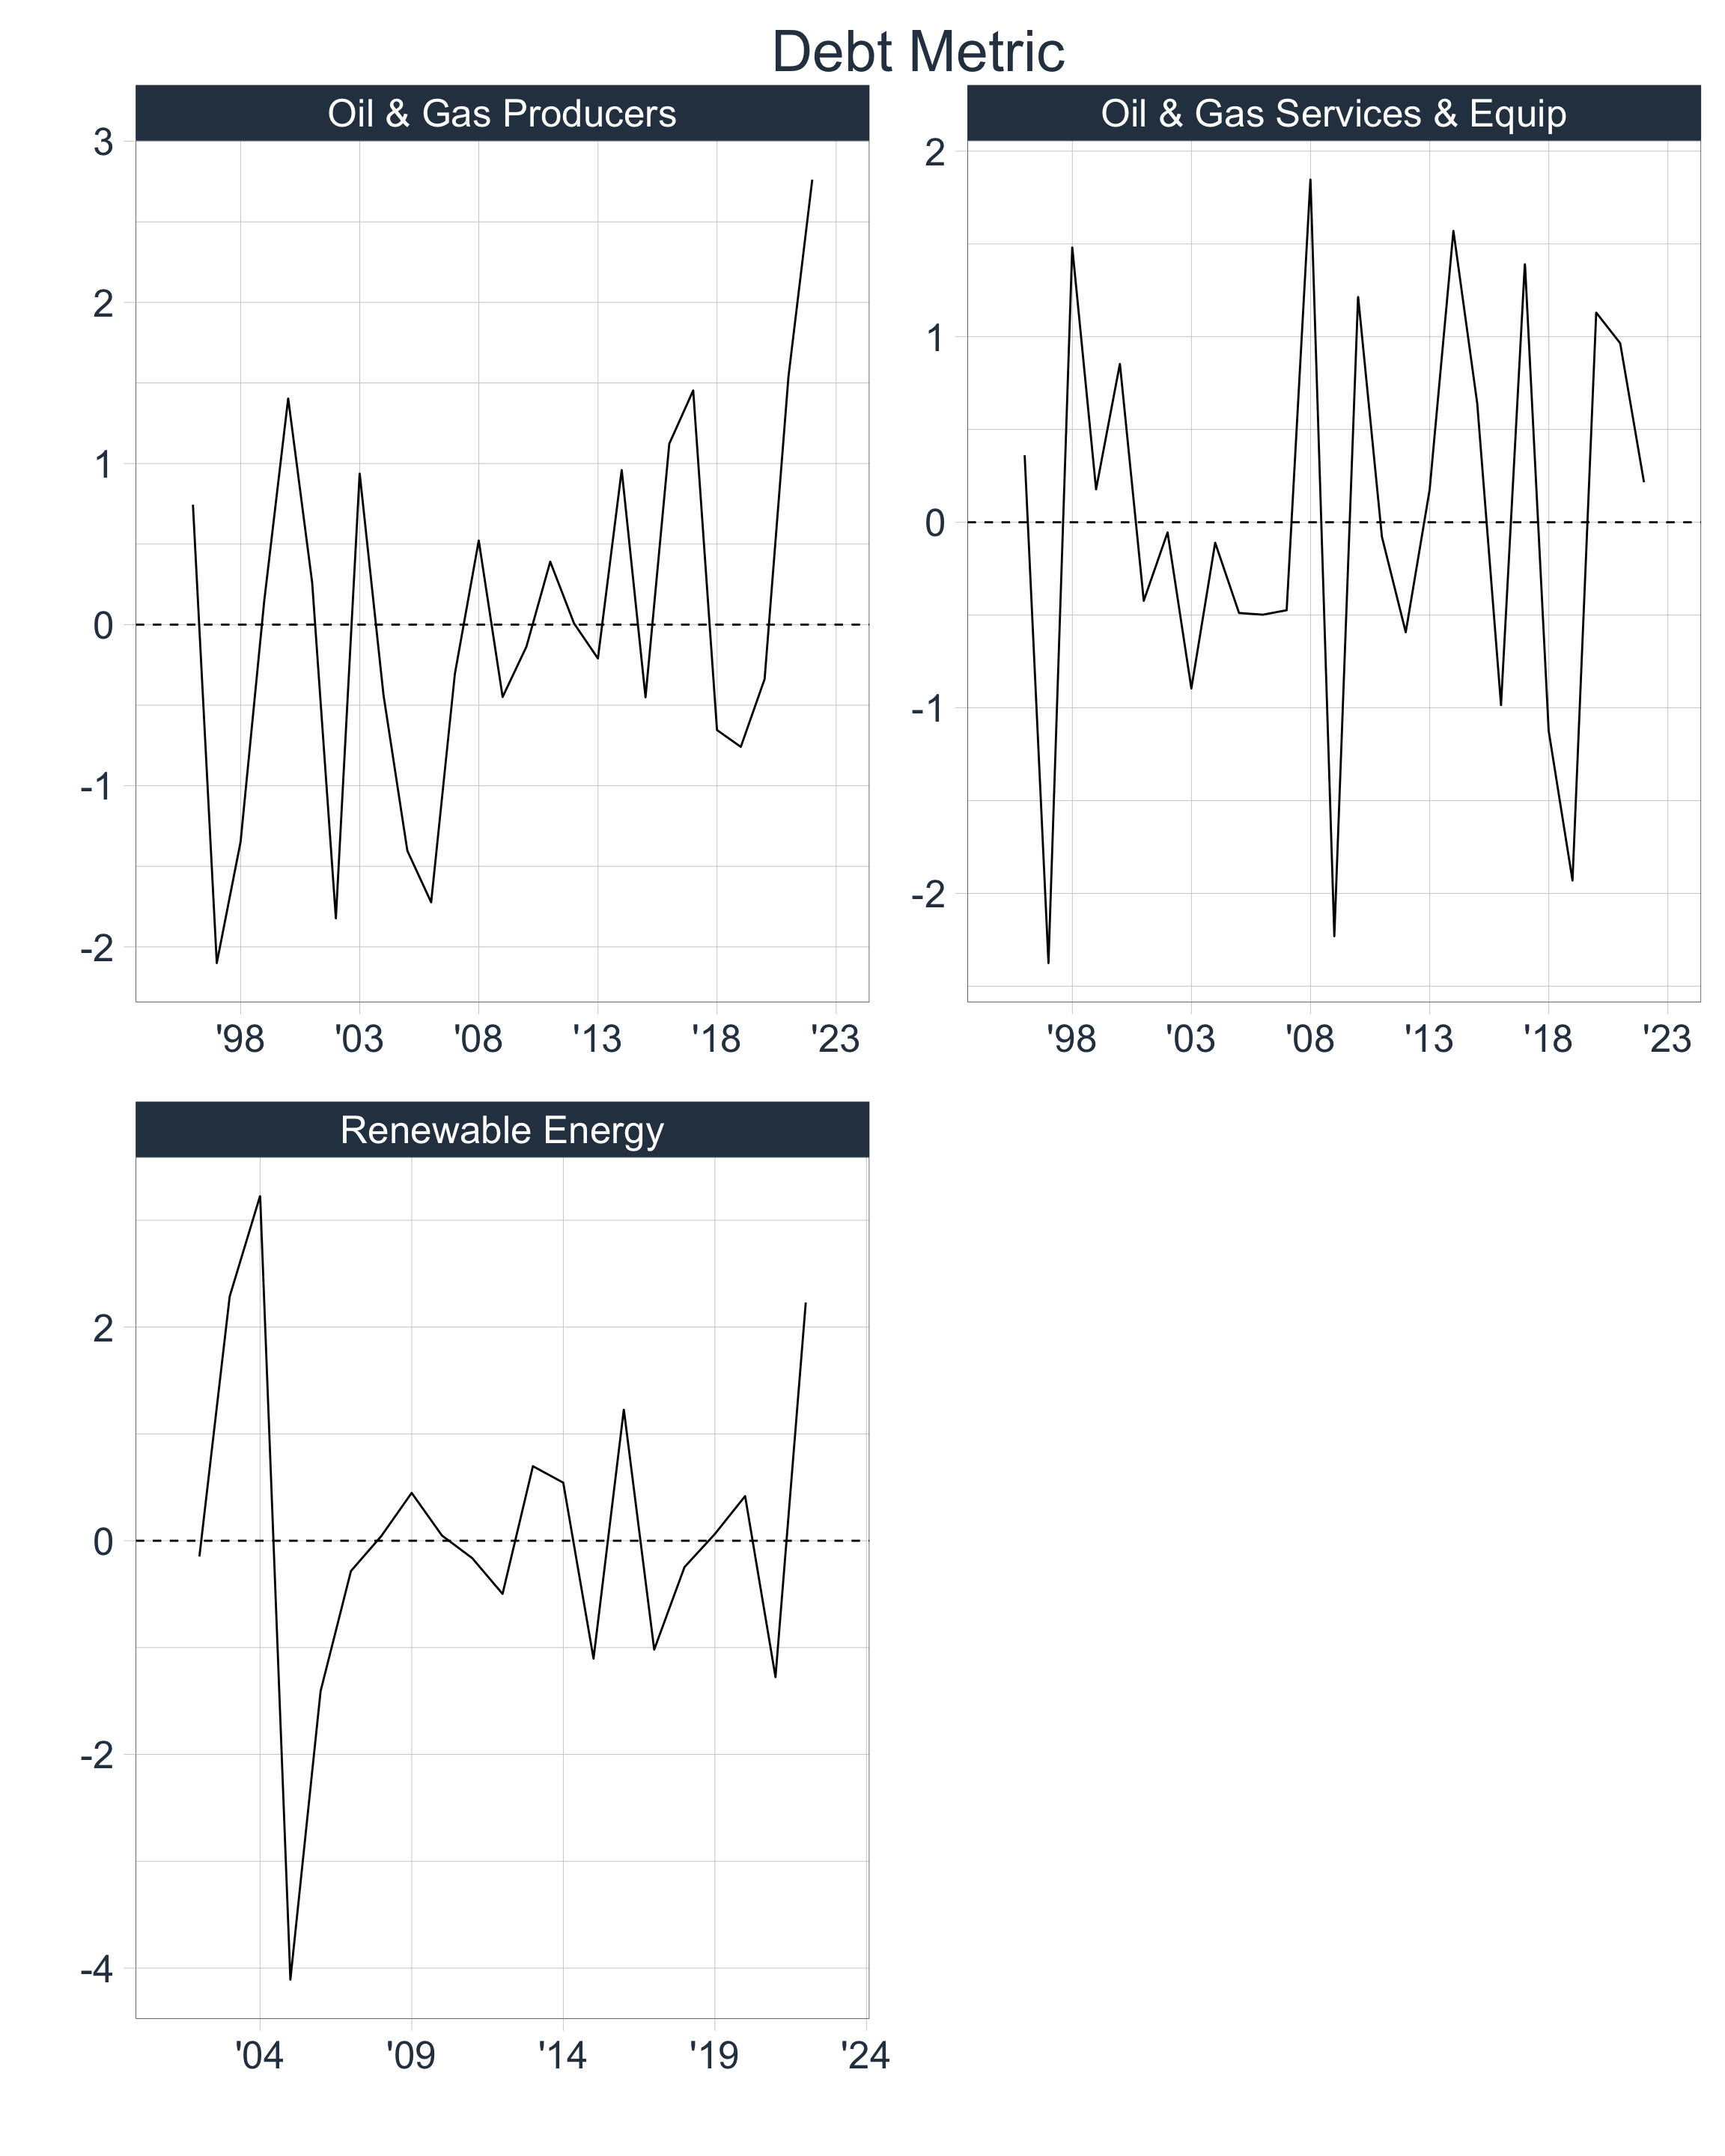 Debt Metric
Oil & Gas Producers
3
2
1
0
-1
-2
'98 '03 '08 '13 '18 '23
Oil & Gas Services & Equip
2
1
0
-1
-2
'98 '03 '08 '13 '18 '23
Renewable Energy
2
0
-2
-4
'04 '09 '14 '19 '24